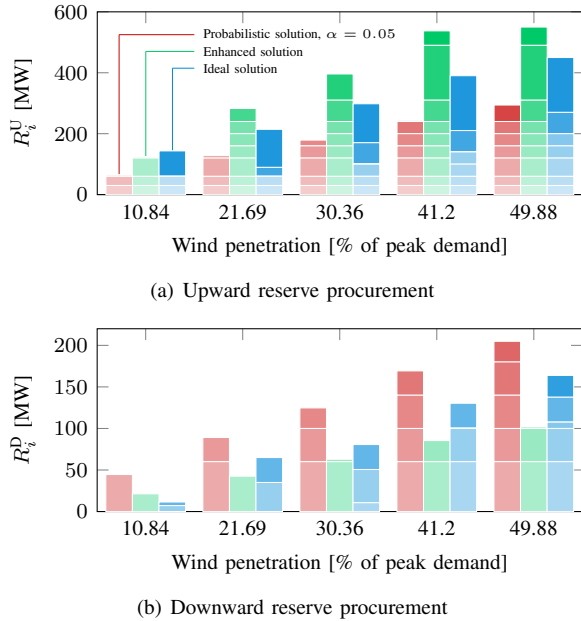 600
400
200
0
R_i^U [MW]
Probabilistic solution, α = 0.05
Enhanced solution
Ideal solution
10.84 21.69 30.36 41.2 49.88
Wind penetration [% of peak demand]
(a) Upward reserve procurement
200
150
100
50
0
R_i^D [MW]
10.84 21.69 30.36 41.2 49.88
Wind penetration [% of peak demand]
(b) Downward reserve procurement